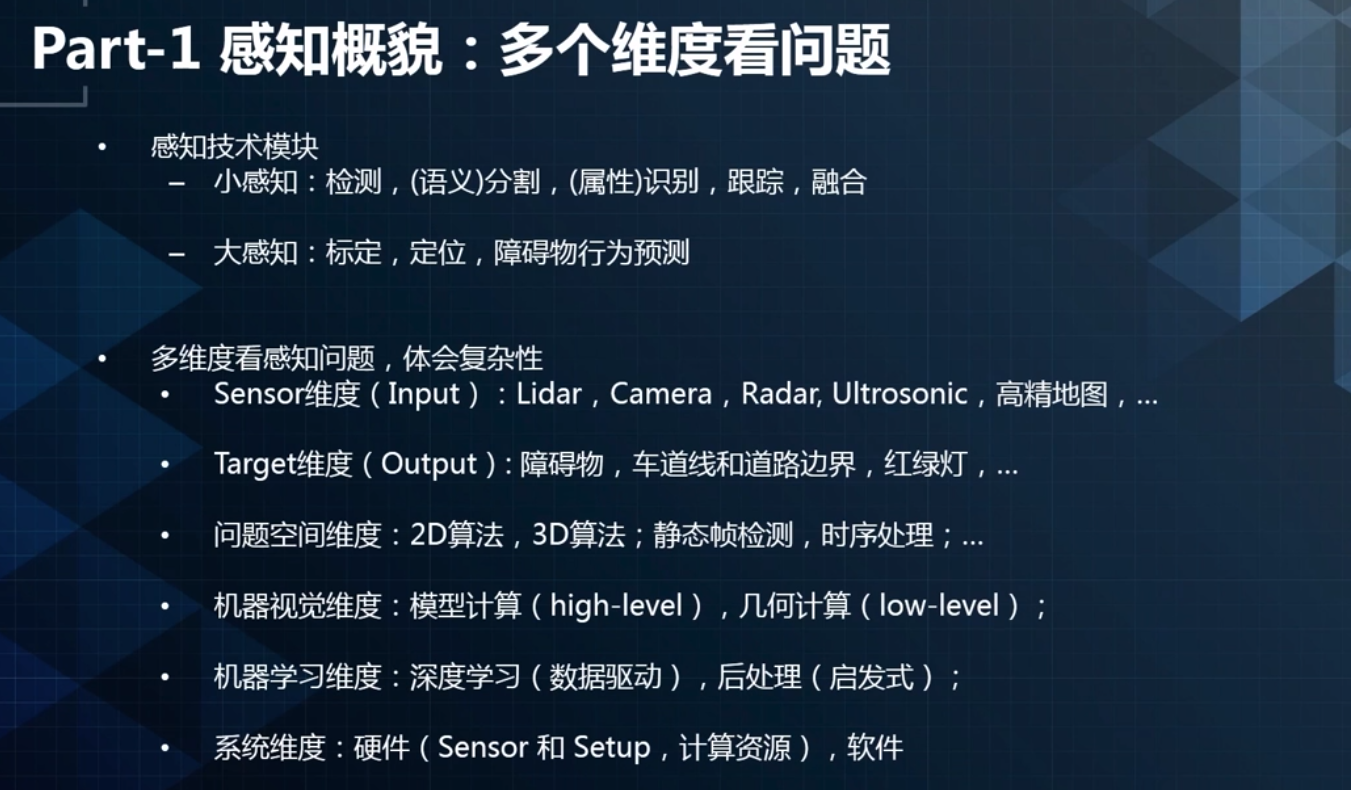 Part-1 感知概貌：多个维度看问题
• 感知技术模块
– 小感知：检测，(语义)分割，(属性)识别，跟踪，融合
– 大感知：标定，定位，障碍物行为预测
• 多维度看感知问题，体会复杂性
• Sensor维度（Input）：Lidar，Camera，Radar, Ultrosonic，高精地图，…
• Target维度（Output）: 障碍物，车道线和道路边界，红绿灯，…
• 问题空间维度：2D算法，3D算法；静态帧检测，时序处理；…
• 机器视觉维度：模型计算（high-level），几何计算（low-level）；
• 机器学习维度：深度学习（数据驱动），后处理（启发式）；
• 系统维度：硬件（Sensor 和 Setup，计算资源），软件